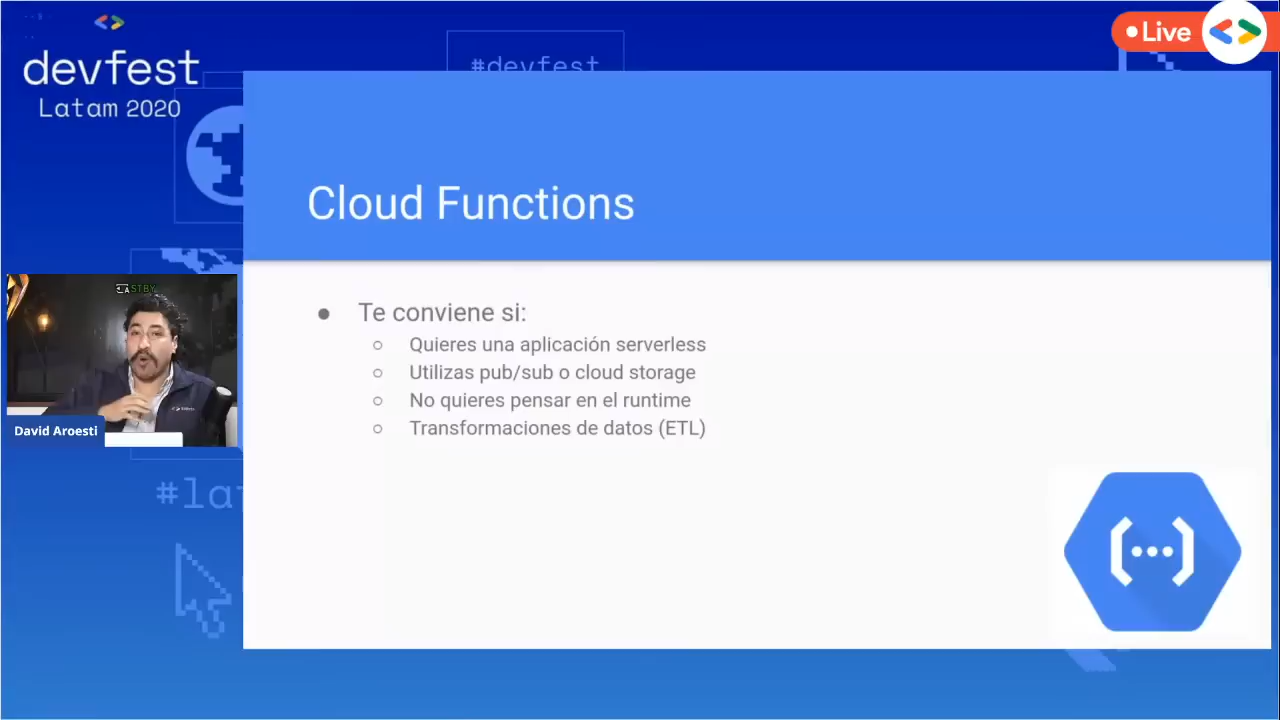 devfest
Latam 2020
#devfest
Live
Cloud Functions
Te conviene si:
Quieres una aplicación serverless
Utilizas pub/sub o cloud storage
No quieres pensar en el runtime
Transformaciones de datos (ETL)
STBY
David Aroesti
#la